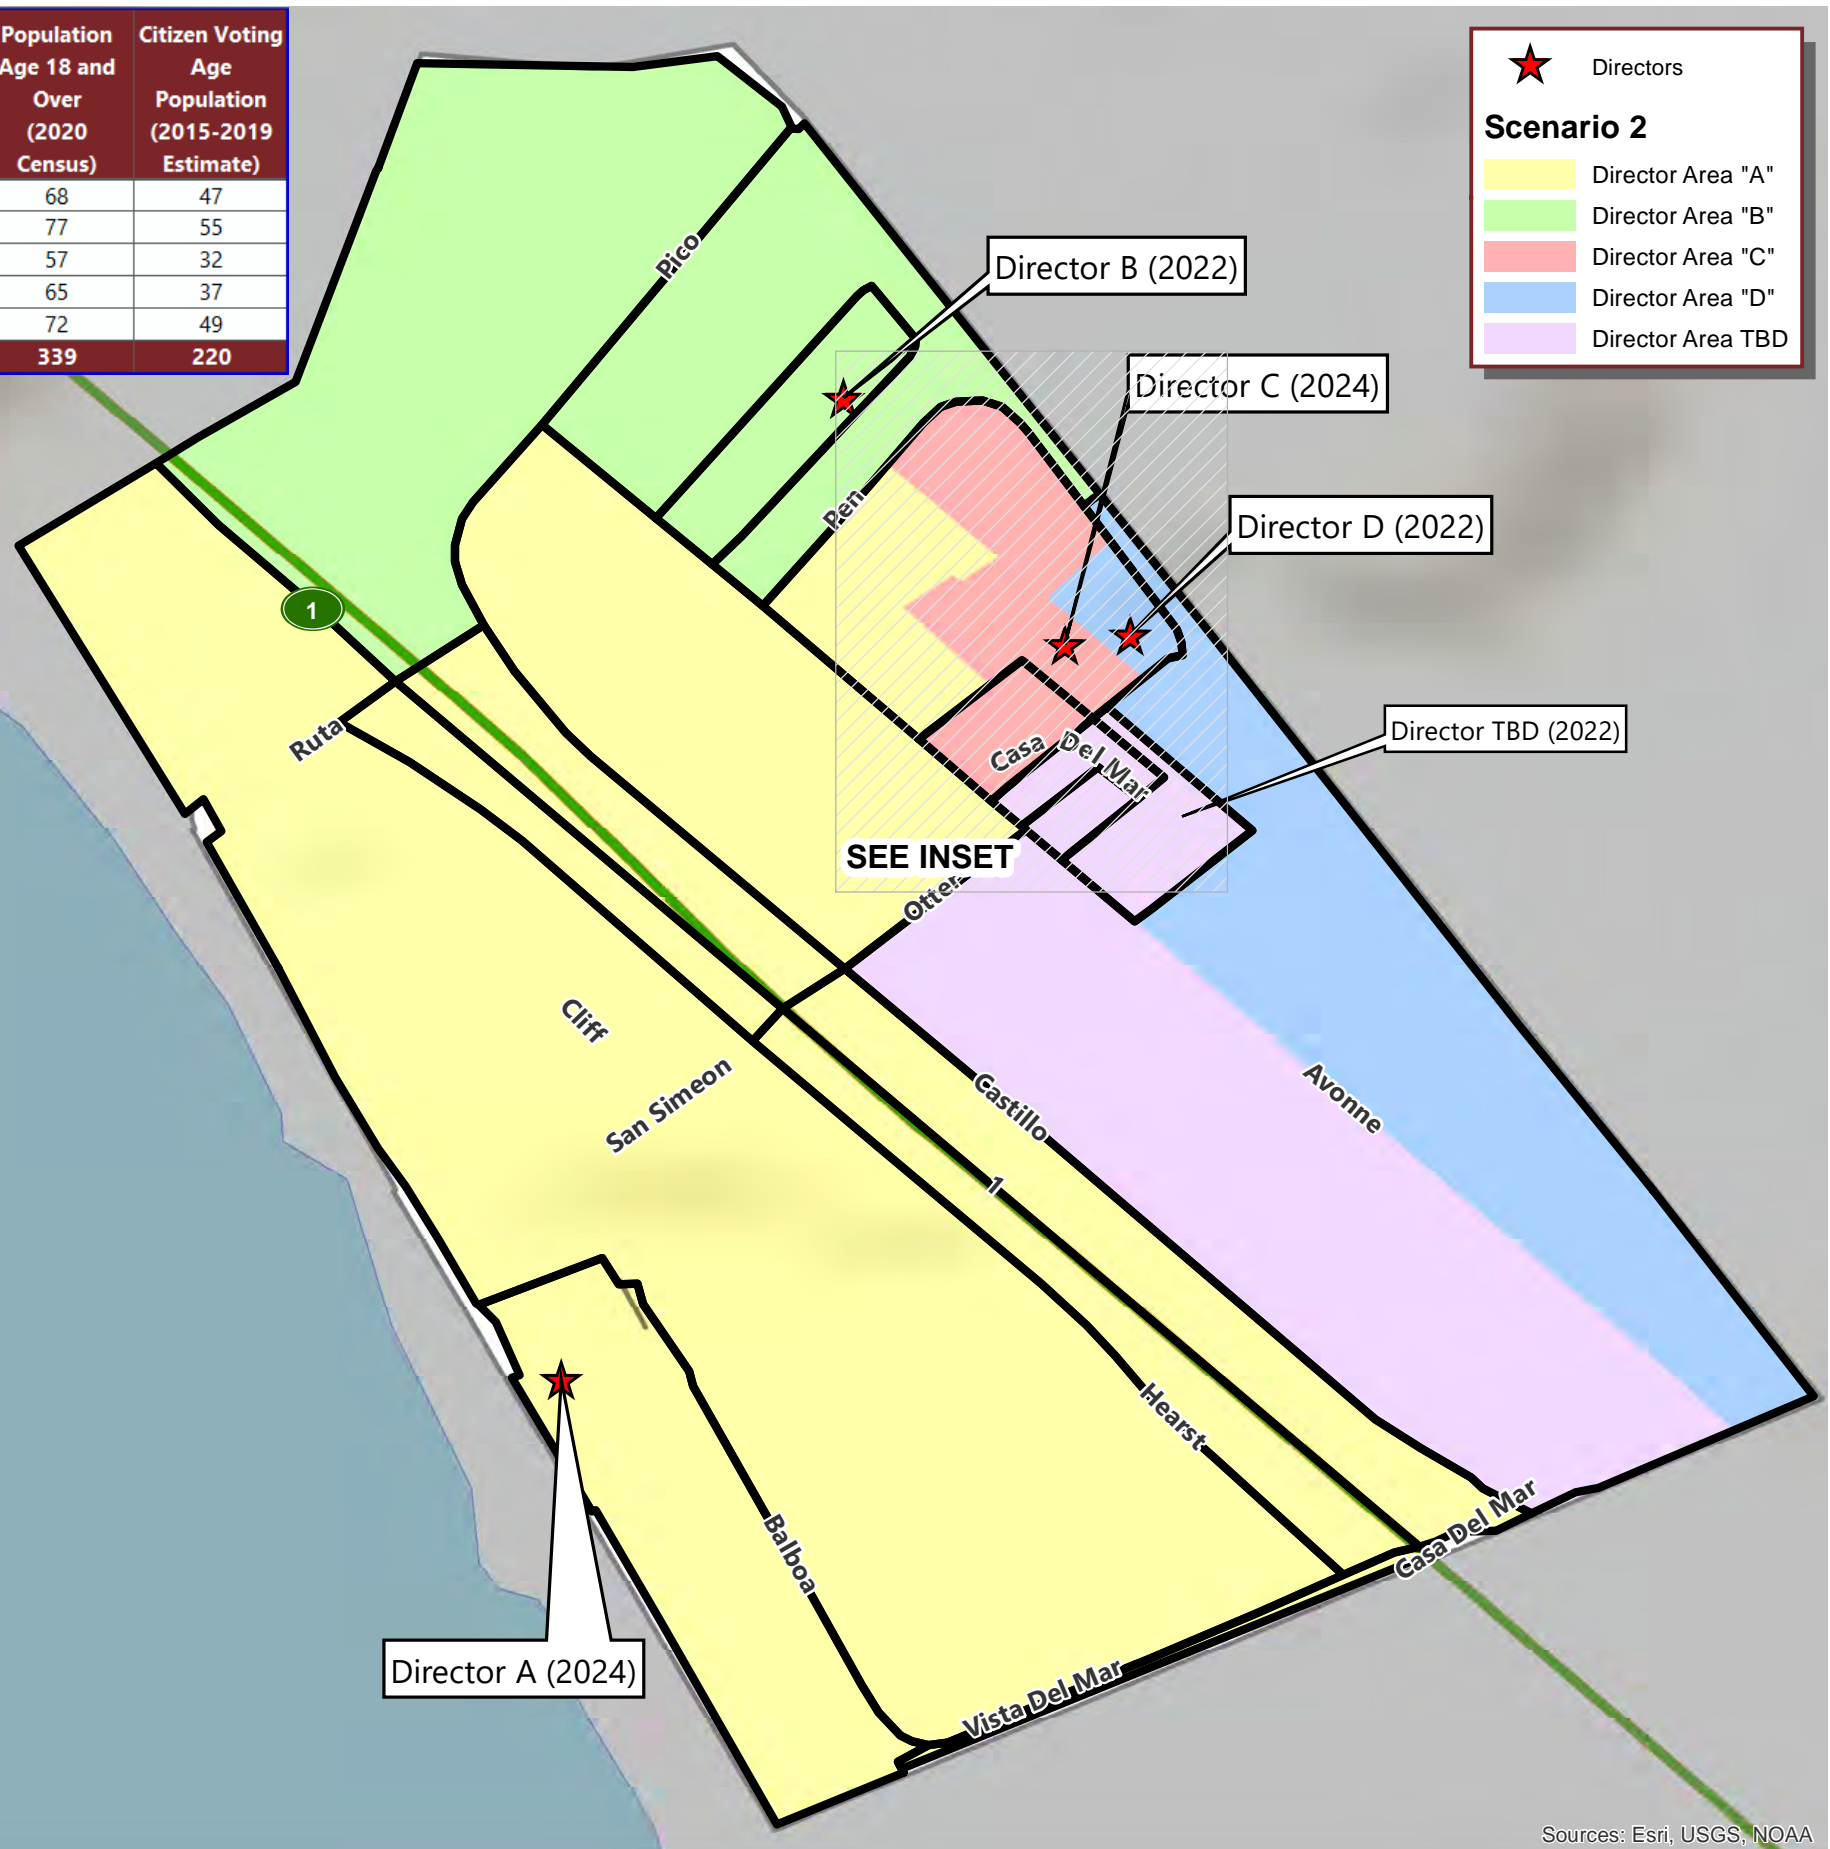 Population
Age 18 and
Over
(2020
Census)
Citizen Voting
Age
Population
(2015-2019
Estimate)
68 47
77 55
57 32
65 37
72 49
339 220
Directors
Scenario 2
Director Area "A"
Director Area "B"
Director Area "C"
Director Area "D"
Director Area TBD
Pico
Director B (2022)
Director C (2024)
Pen
Director D (2022)
1
Ruta
Casa Del Mar
Director TBD (2022)
SEE INSET
Otter
Cliff
San Simeon
Castillo
Avonne
1
Hearst
Balboa
Casa Del Mar
Director A (2024)
Vista Del Mar
Sources: Esri, USGS, NOAA